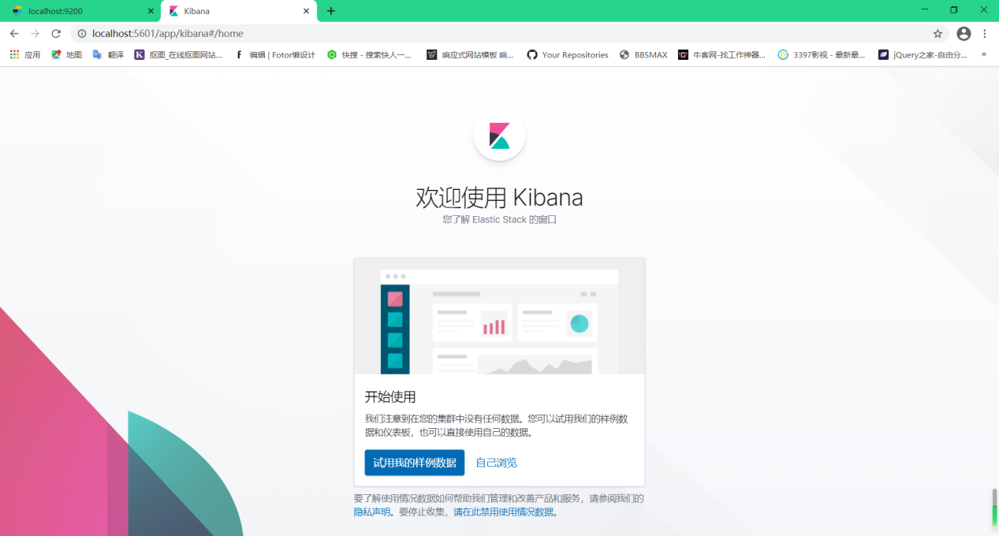 localhost:9200
Kibana
localhost:5601/app/kibana#/home
应用
地图
翻译
抠图_在线抠图网站...
编辑 | Fotor懒设计
快搜 - 搜索快人一...
响应式网站模板 响...
Your Repositories
BBSMAX
牛客网-找工作神器...
3397影视 - 最新最...
jQuery之家-自由分...
»
欢迎使用 Kibana
您了解 Elastic Stack 的窗口
开始使用
我们注意到在您的集群中没有任何数据。您可以试用我们的样例数
据和仪表板，也可以直接使用自己的数据。
试用我的样例数据
自己浏览
要了解使用情况数据如何帮助我们管理和改善产品和服务，请参阅我们的
隐私声明。要停止收集，请在此禁用使用情况数据。